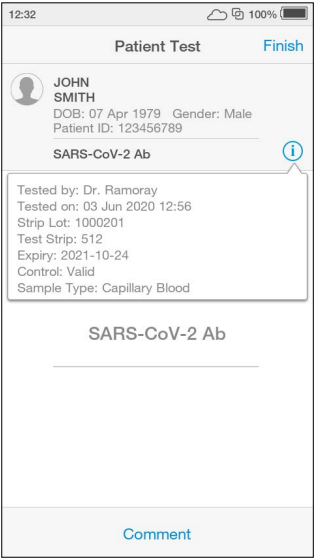 12:32 100%
Patient Test Finish
JOHN
SMITH
DOB: 07 Apr 1979 Gender: Male
Patient ID: 123456789
SARS-CoV-2 Ab
Tested by: Dr. Ramoray
Tested on: 03 Jun 2020 12:56
Strip Lot: 1000201
Test Strip: 512
Expiry: 2021-10-24
Control: Valid
Sample Type: Capillary Blood
SARS-CoV-2 Ab
Comment